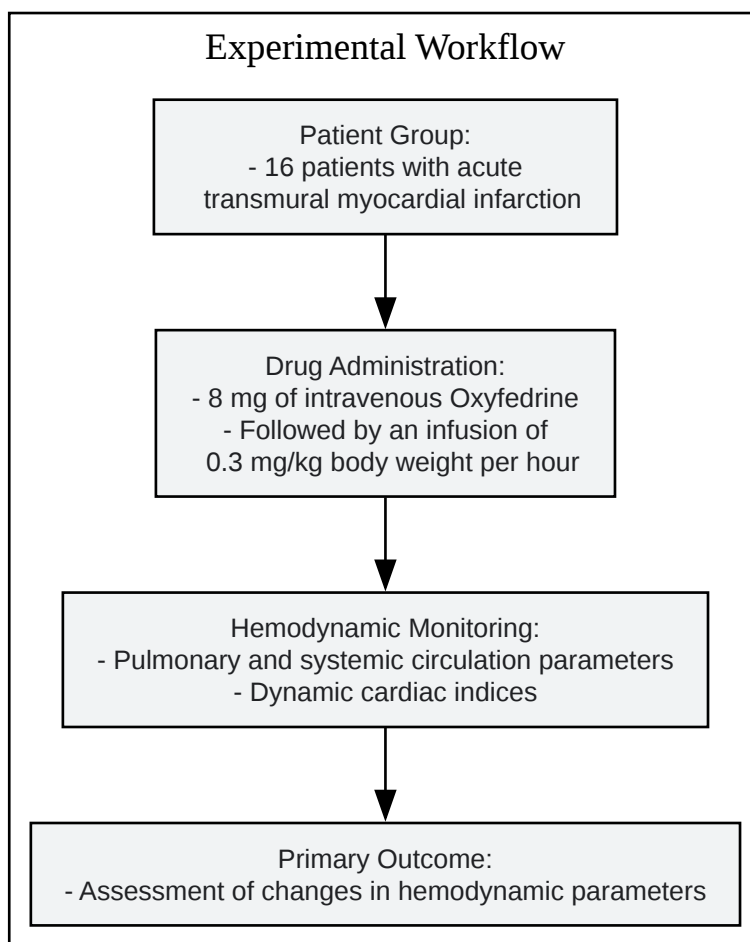 Experimental Workflow
Patient Group:
- 16 patients with acute
transmural myocardial infarction
Drug Administration:
- 8 mg of intravenous Oxyfedrine
- Followed by an infusion of
0.3 mg/kg body weight per hour
Hemodynamic Monitoring:
- Pulmonary and systemic circulation parameters
- Dynamic cardiac indices
Primary Outcome:
- Assessment of changes in hemodynamic parameters